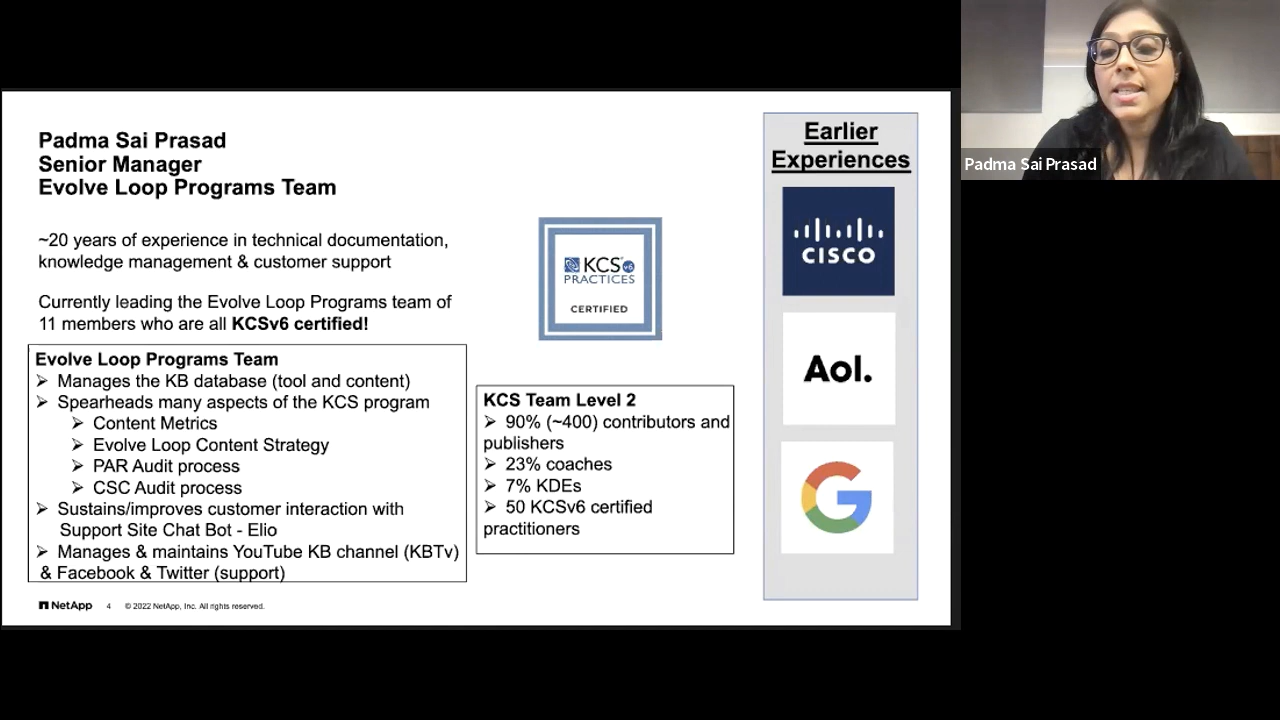 Padma Sai Prasad
Senior Manager
Evolve Loop Programs Team
~20 years of experience in technical documentation,
knowledge management & customer support
Currently leading the Evolve Loop Programs team of
11 members who are all KCSv6 certified!
Evolve Loop Programs Team
➢ Manages the KB database (tool and content)
➢ Spearheads many aspects of the KCS program
➢ Content Metrics
➢ Evolve Loop Content Strategy
➢ PAR Audit process
➢ CSC Audit process
➢ Sustains/improves customer interaction with
Support Site Chat Bot - Elio
➢ Manages & maintains YouTube KB channel (KBTv)
& Facebook & Twitter (support)
KCS® v6
PRACTICES
CERTIFIED
KCS Team Level 2
➢ 90% (~400) contributors and
publishers
➢ 23% coaches
➢ 7% KDEs
➢ 50 KCSv6 certified
practitioners
Earlier
Experiences
CISCO
Aol.
G
NetApp 4 © 2022 NetApp, Inc. All rights reserved.
Padma Sai Prasad